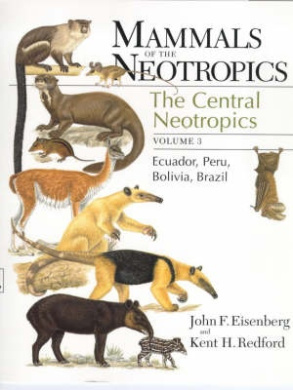 MAMMALS
OF THE
NEOTROPICS
The Central
Neotropics
VOLUME 3
Ecuador, Peru,
Bolivia, Brazil
John F. Eisenberg
and
Kent H. Redford